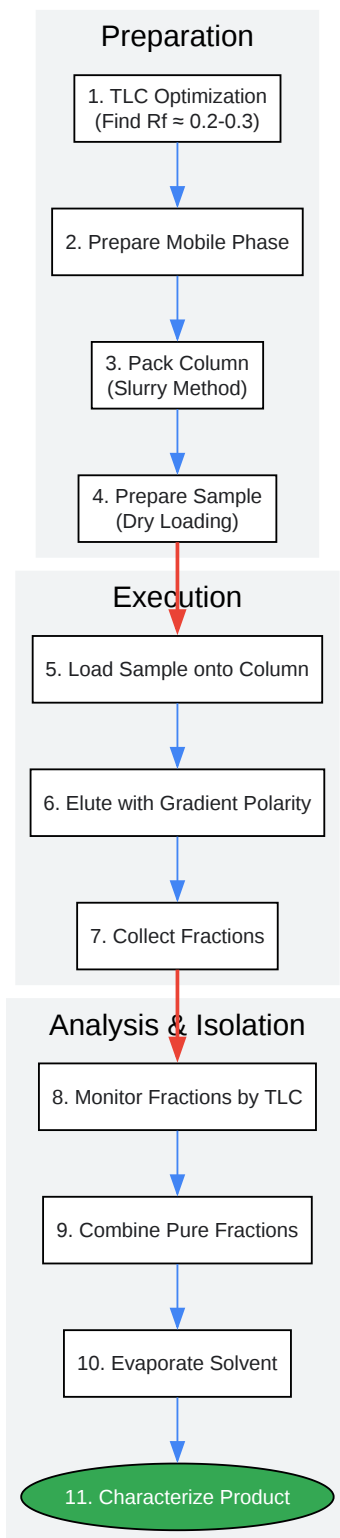 Preparation
1. TLC Optimization
(Find Rf ≈ 0.2-0.3)
2. Prepare Mobile Phase
3. Pack Column
(Slurry Method)
4. Prepare Sample
(Dry Loading)
Execution
5. Load Sample onto Column
6. Elute with Gradient Polarity
7. Collect Fractions
Analysis & Isolation
8. Monitor Fractions by TLC
9. Combine Pure Fractions
10. Evaporate Solvent
11. Characterize Product